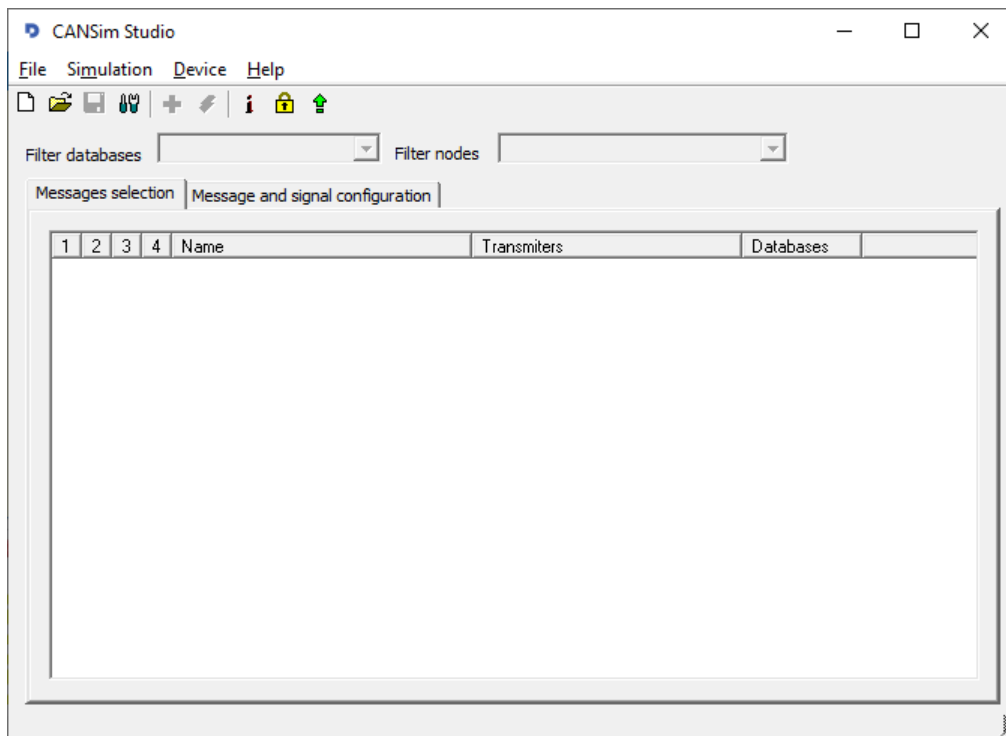 CANSim Studio
File Simulation Device Help
Filter databases Filter nodes
Messages selection Message and signal configuration
1 2 3 4 Name Transmiters Databases